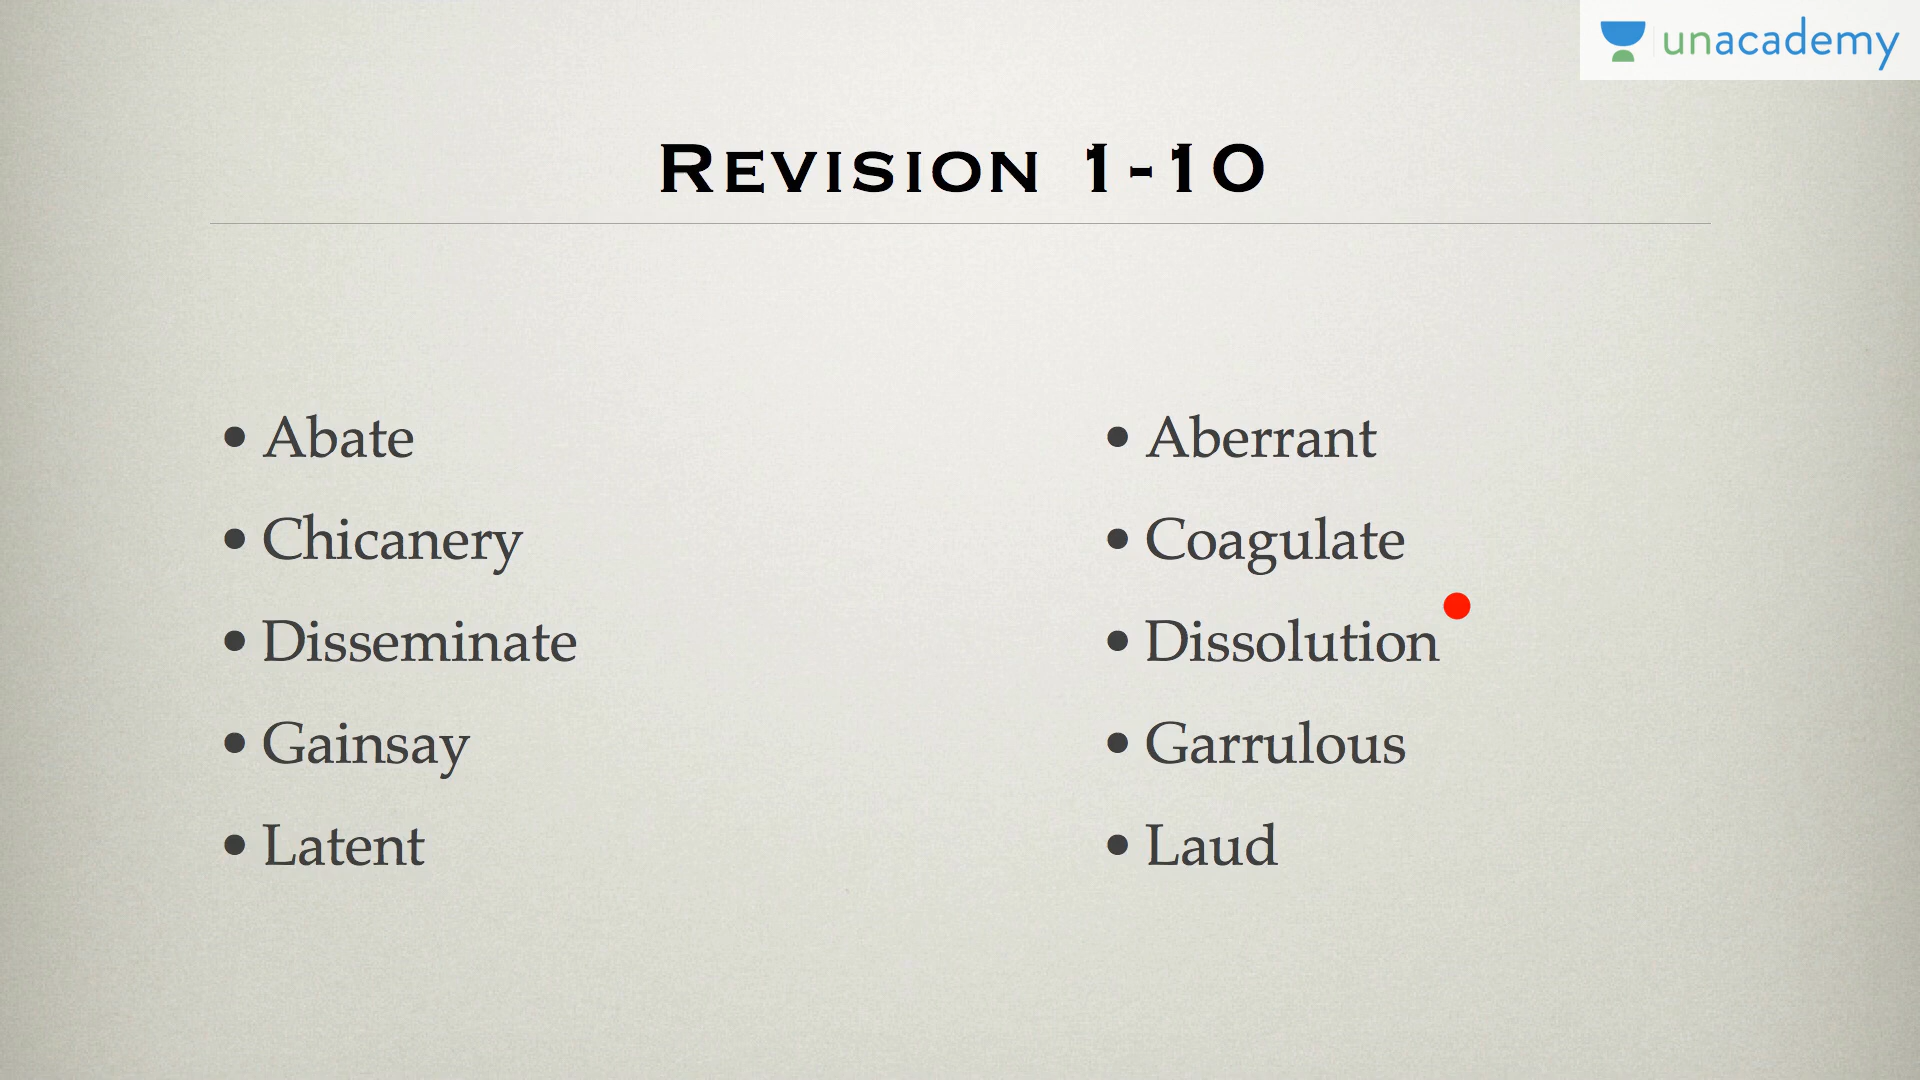 unacademy
REVISION 1-10
• Abate
• Chicanery
• Disseminate
• Gainsay
• Latent
• Aberrant
• Coagulate
• Dissolution
• Garrulous
• Laud